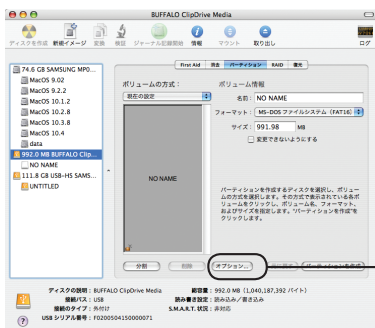 BUFFALO ClipDrive Media
ディスクを作成 新規イメージ 変換 検証 ジャーナル記録開始 情報 マウント 取り出し ログ
First Aid 消去 パーティション RAID 復元
74.6 GB SAMSUNG MP0...
MacOS 9.02
MacOS 9.2.2
MacOS 10.1.2
MacOS 10.2.8
MacOS 10.3.8
MacOS 10.4
data
992.0 MB BUFFALO Clip...
NO NAME
111.8 GB USB-HS SAMS...
UNTITLED
ボリュームの方式：
現在の設定
NO NAME
ボリューム情報
名前： NO NAME
フォーマット： MS-DOS ファイルシステム (FAT16)
サイズ： 991.98 MB
変更できないようにする
パーティションを作成するディスクを選択し、ボリュー
ムの方式を選択します。その方式で表示されている各ボ
リュームをクリックし、ボリューム名、フォーマット、
およびサイズを指定します。"パーティションを作成"を
クリックします。
分割 削除 オプション... パーティションを作成
ディスクの説明： BUFFALO ClipDrive Media
総容量： 992.0 MB (1,040,187,392 バイト)
接続バス： USB
読み書き設定： 読み込み／書き込み
接続のタイプ： 外付け
S.M.A.R.T. 状況： 非対応
USB シリアル番号： F0200504150000071